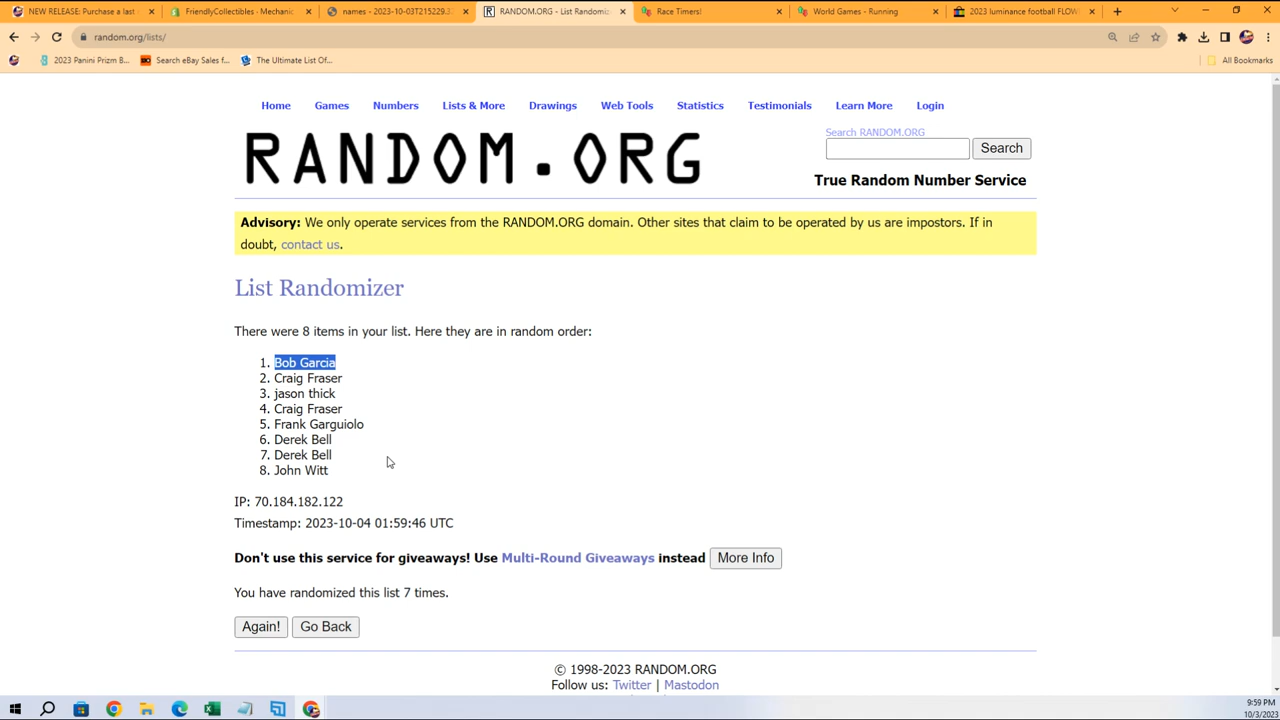 NEW RELEASE: Purchase a last
FriendlyCollectibles - Mechanic
names - 2023-10-03T215229.3
RANDOM.ORG - List Randomize
Race Timers!
World Games - Running
2023 luminance football FLOW
random.org/lists/
2023 Panini Prizm B...
Search eBay Sales f...
The Ultimate List Of...
All Bookmarks
Home Games Numbers Lists & More Drawings Web Tools Statistics Testimonials Learn More Login
RANDOM.ORG
Search RANDOM.ORG
Search
True Random Number Service
Advisory: We only operate services from the RANDOM.ORG domain. Other sites that claim to be operated by us are impostors. If in
doubt, contact us.
List Randomizer
There were 8 items in your list. Here they are in random order:
1. Bob Garcia
2. Craig Fraser
3. jason thick
4. Craig Fraser
5. Frank Garguiolo
6. Derek Bell
7. Derek Bell
8. John Witt
IP: 70.184.182.122
Timestamp: 2023-10-04 01:59:46 UTC
Don't use this service for giveaways! Use Multi-Round Giveaways instead More Info
You have randomized this list 7 times.
Again! Go Back
© 1998-2023 RANDOM.ORG
Follow us: Twitter | Mastodon
9:59 PM
10/3/2023